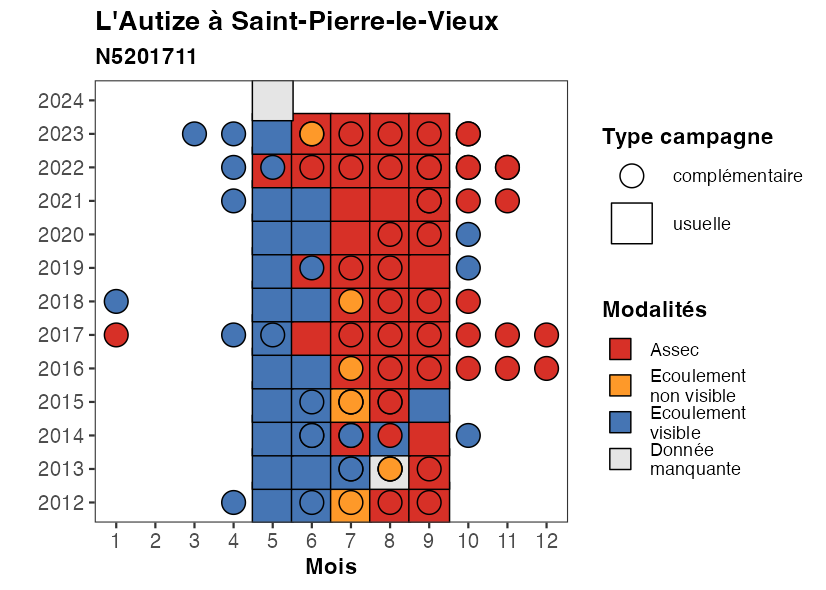 L'Autize à Saint-Pierre-le-Vieux
N5201711
2024
2023
2022
2021
2020
2019
2018
2017
2016
2015
2014
2013
2012
1 2 3 4 5 6 7 8 9 10 11 12
Mois
Type campagne
complémentaire
usuelle
Modalités
Assec
Ecoulement
non visible
Ecoulement
visible
Donnée
manquante